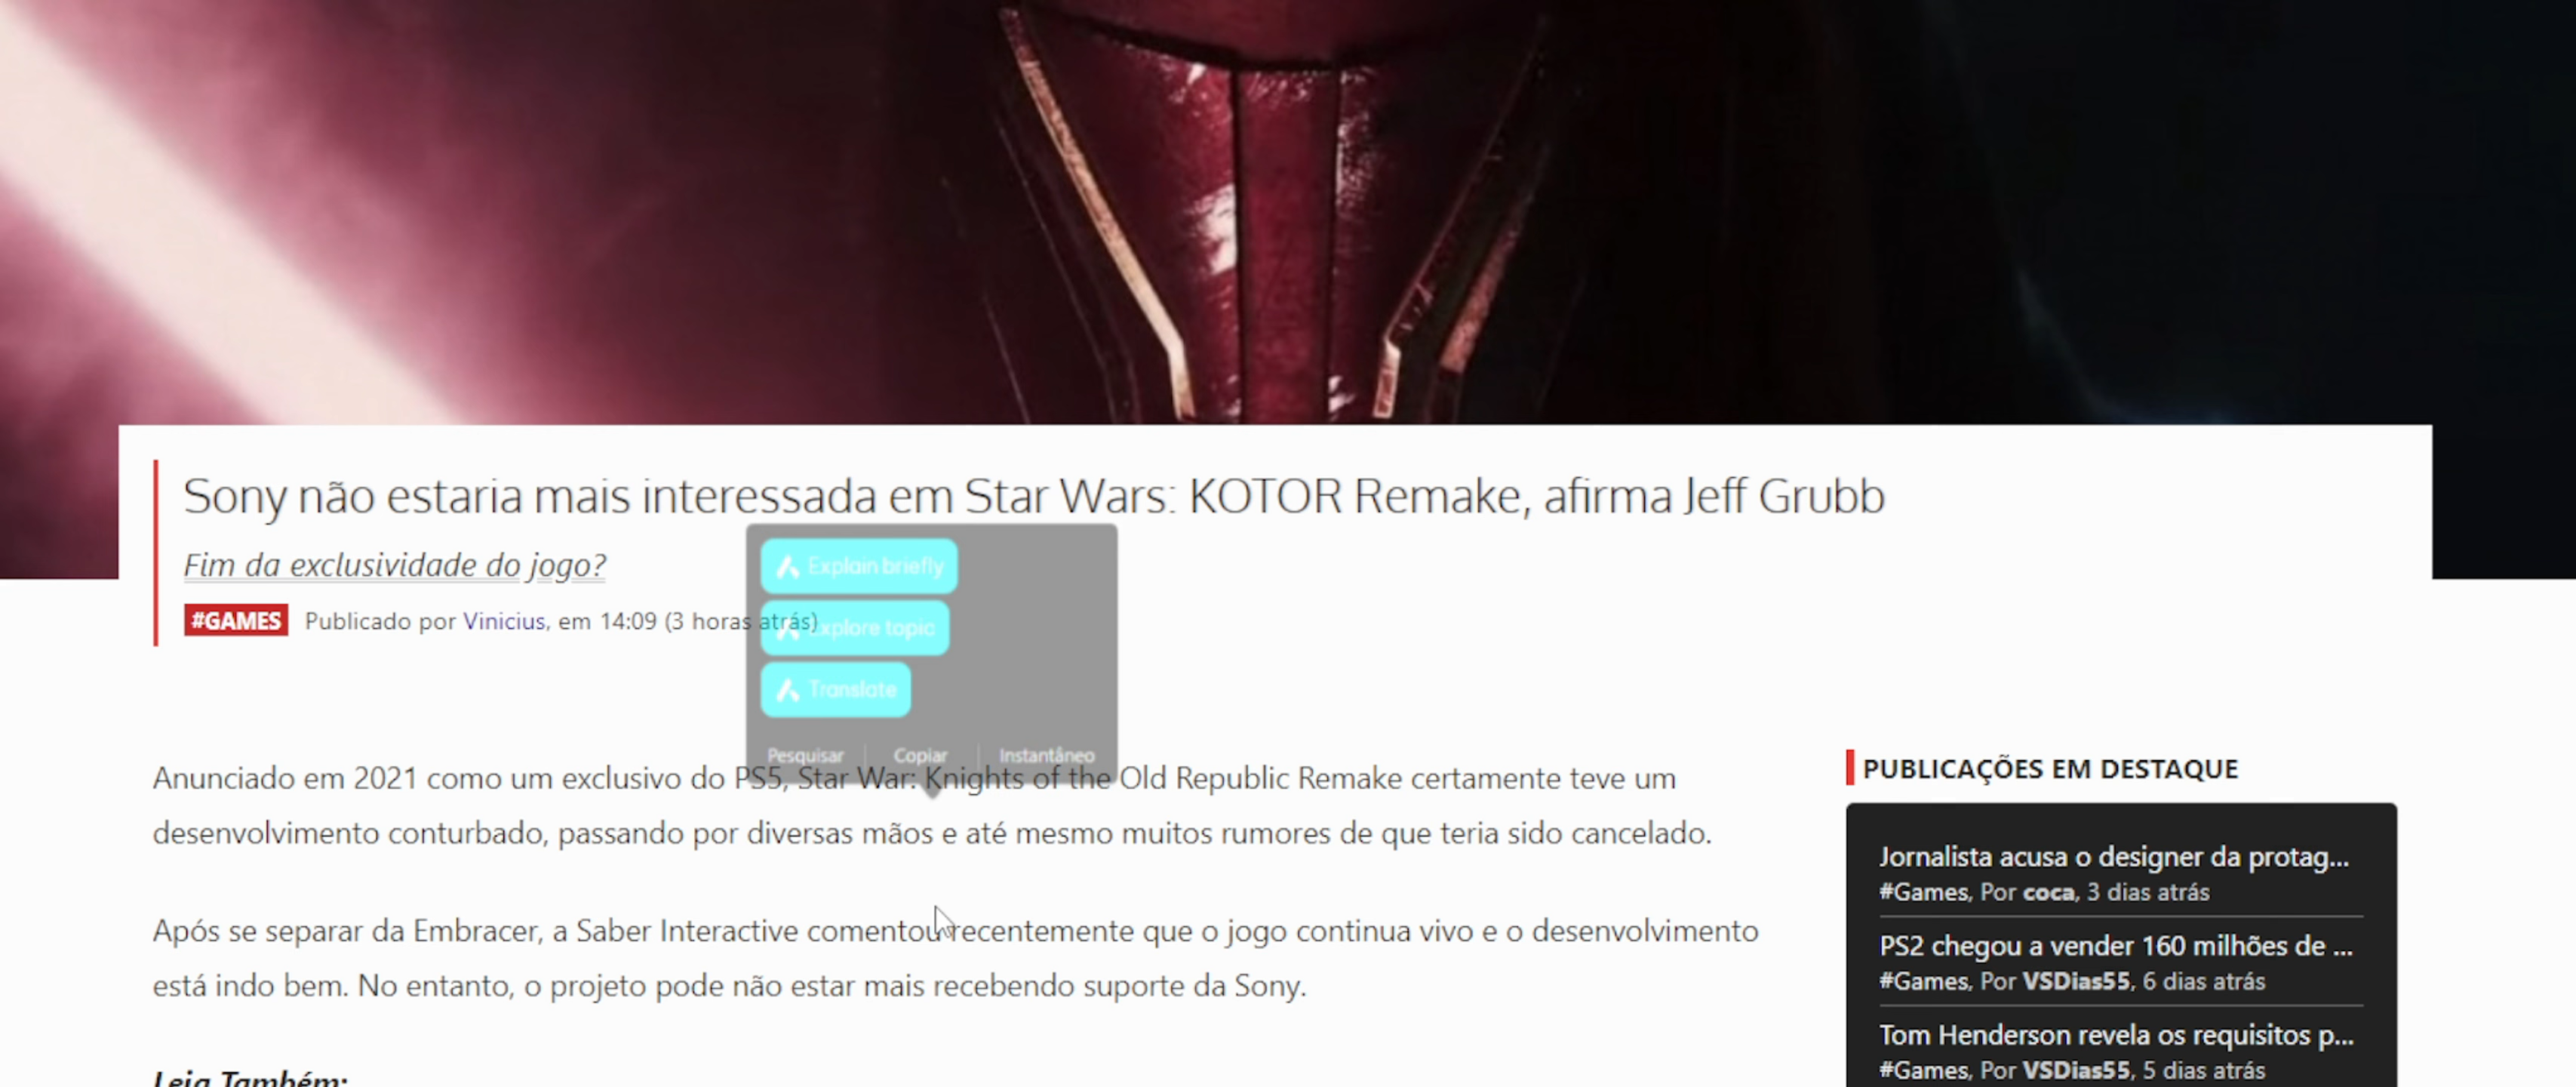 Sony não estaria mais interessada em Star Wars: KOTOR Remake, afirma Jeff Grubb
Fim da exclusividade do jogo?
#GAMES Publicado por Vinicius, em 14:09 (3 horas atrás)
Explain briefly
Explore topic
Translate
Pesquisar Copiar Instantâneo
Anunciado em 2021 como um exclusivo do PS5, Star War: Knights of the Old Republic Remake certamente teve um
desenvolvimento conturbado, passando por diversas mãos e até mesmo muitos rumores de que teria sido cancelado.
Após se separar da Embracer, a Saber Interactive comentou recentemente que o jogo continua vivo e o desenvolvimento
está indo bem. No entanto, o projeto pode não estar mais recebendo suporte da Sony.
Leia Também:
PUBLICAÇÕES EM DESTAQUE
Jornalista acusa o designer da protag...
#Games, Por coca, 3 dias atrás
PS2 chegou a vender 160 milhões de ...
#Games, Por VSDias55, 6 dias atrás
Tom Henderson revela os requisitos p...
#Games, Por VSDias55, 5 dias atrás